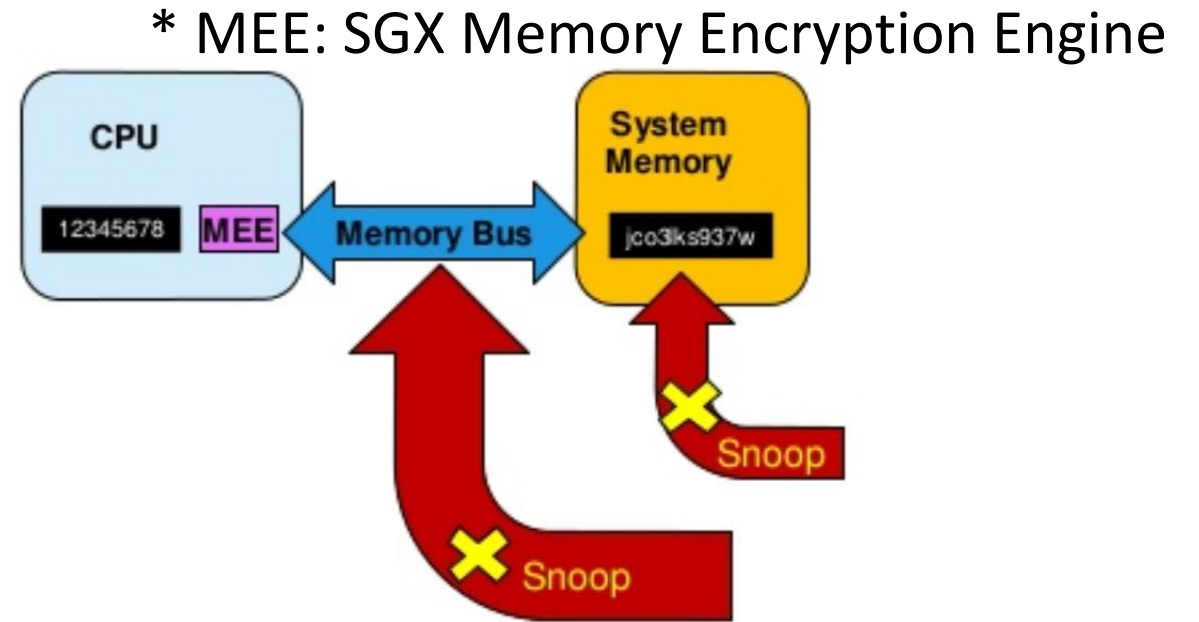 * MEE: SGX Memory Encryption Engine
CPU
12345678
MEE
Memory Bus
System
Memory
jco3lks937w
Snoop
Snoop